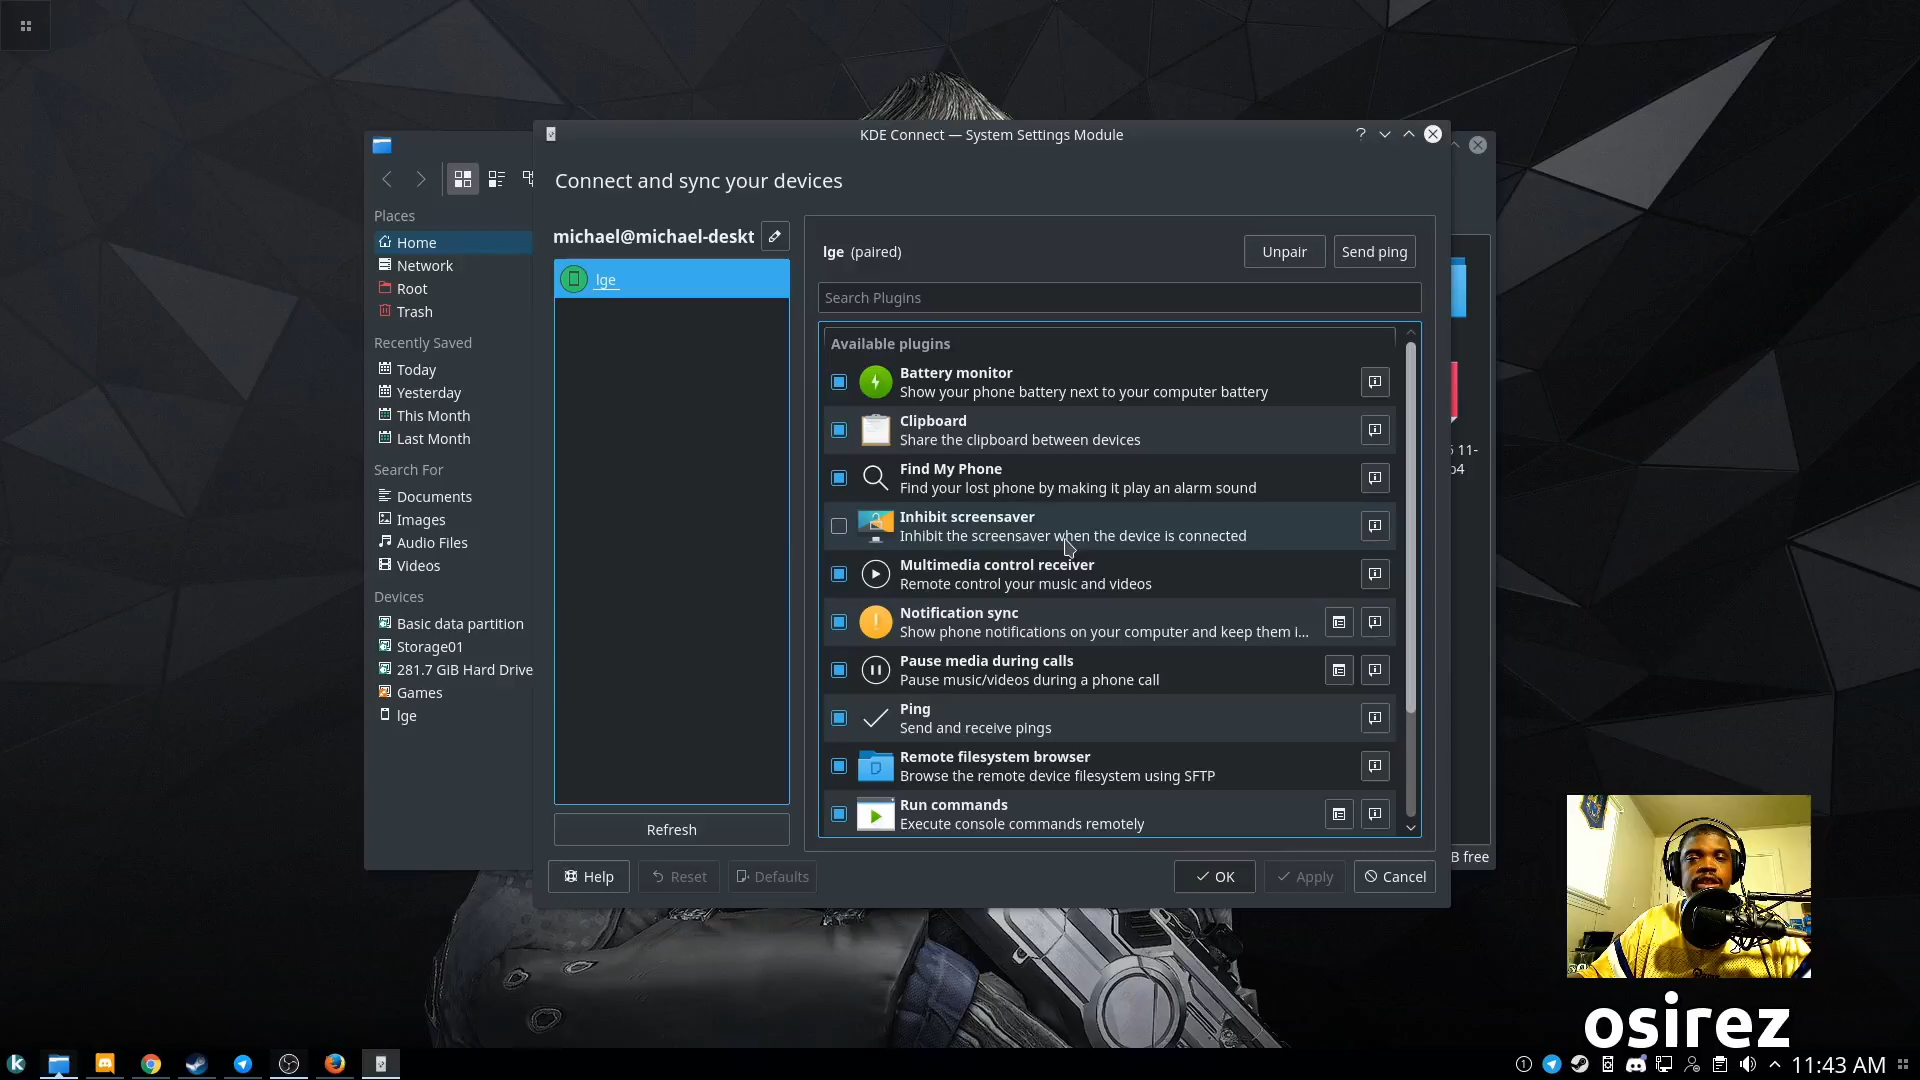 KDE Connect — System Settings Module
Connect and sync your devices
Places
Home
Network
Root
Trash
Recently Saved
Today
Yesterday
This Month
Last Month
Search For
Documents
Images
Audio Files
Videos
Devices
Basic data partition
Storage01
281.7 GiB Hard Drive
Games
lge
michael@michael-deskt
lge
Refresh
lge (paired)
Unpair
Send ping
Search Plugins
Available plugins
Battery monitor
Show your phone battery next to your computer battery
Clipboard
Share the clipboard between devices
Find My Phone
Find your lost phone by making it play an alarm sound
Inhibit screensaver
Inhibit the screensaver when the device is connected
Multimedia control receiver
Remote control your music and videos
Notification sync
Show phone notifications on your computer and keep them i...
Pause media during calls
Pause music/videos during a phone call
Ping
Send and receive pings
Remote filesystem browser
Browse the remote device filesystem using SFTP
Run commands
Execute console commands remotely
Help
Reset
Defaults
OK
Apply
Cancel
11-
p4
B free
osirez
11:43 AM